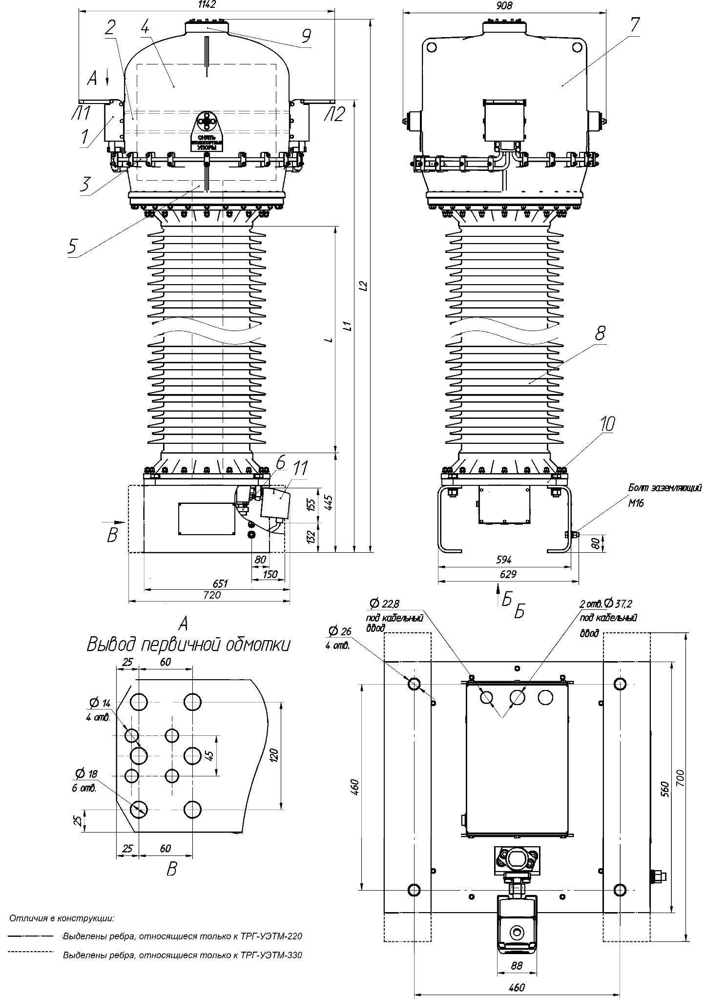 1142
908
2
4
9
7
А
Л1
Л2
1
СНЯТЬ
ТРАНСПОРТНЫЕ
УПОРЫ
3
5
L2
L1
L
8
10
6
11
Болт заземляющий
М16
155
445
132
В
80
80
150
594
651
629
720
Б
Б
Ø 22,8
под кабельный
ввод
2 отв. Ø 37,2
под кабельный
ввод
Ø 26
4 отв.
А
Вывод первичной обмотки
25
60
Ø 14
4 отв.
45
120
Ø 18
6 отв.
25
25
60
В
460
560
700
88
460
Отличия в конструкции:
Выделены ребра, относящиеся только к ТРГ-УЭТМ-220
Выделены ребра, относящиеся только к ТРГ-УЭТМ-330